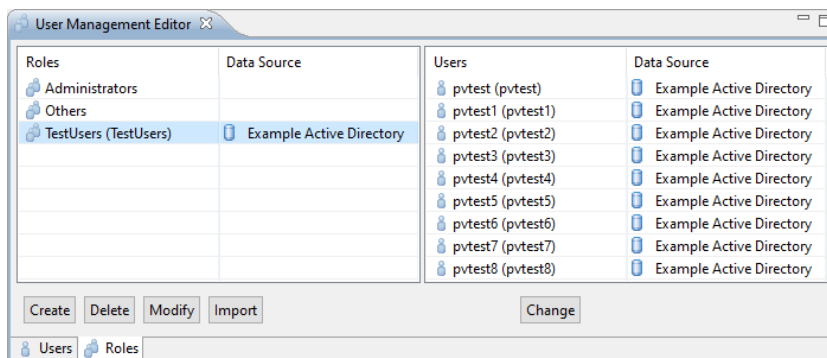 User Management Editor
Roles Data Source Users Data Source
Administrators pvtest (pvtest) Example Active Directory
Others pvtest1 (pvtest1) Example Active Directory
TestUsers (TestUsers) Example Active Directory pvtest2 (pvtest2) Example Active Directory
pvtest3 (pvtest3) Example Active Directory
pvtest4 (pvtest4) Example Active Directory
pvtest5 (pvtest5) Example Active Directory
pvtest6 (pvtest6) Example Active Directory
pvtest7 (pvtest7) Example Active Directory
pvtest8 (pvtest8) Example Active Directory
Create Delete Modify Import Change
Users Roles